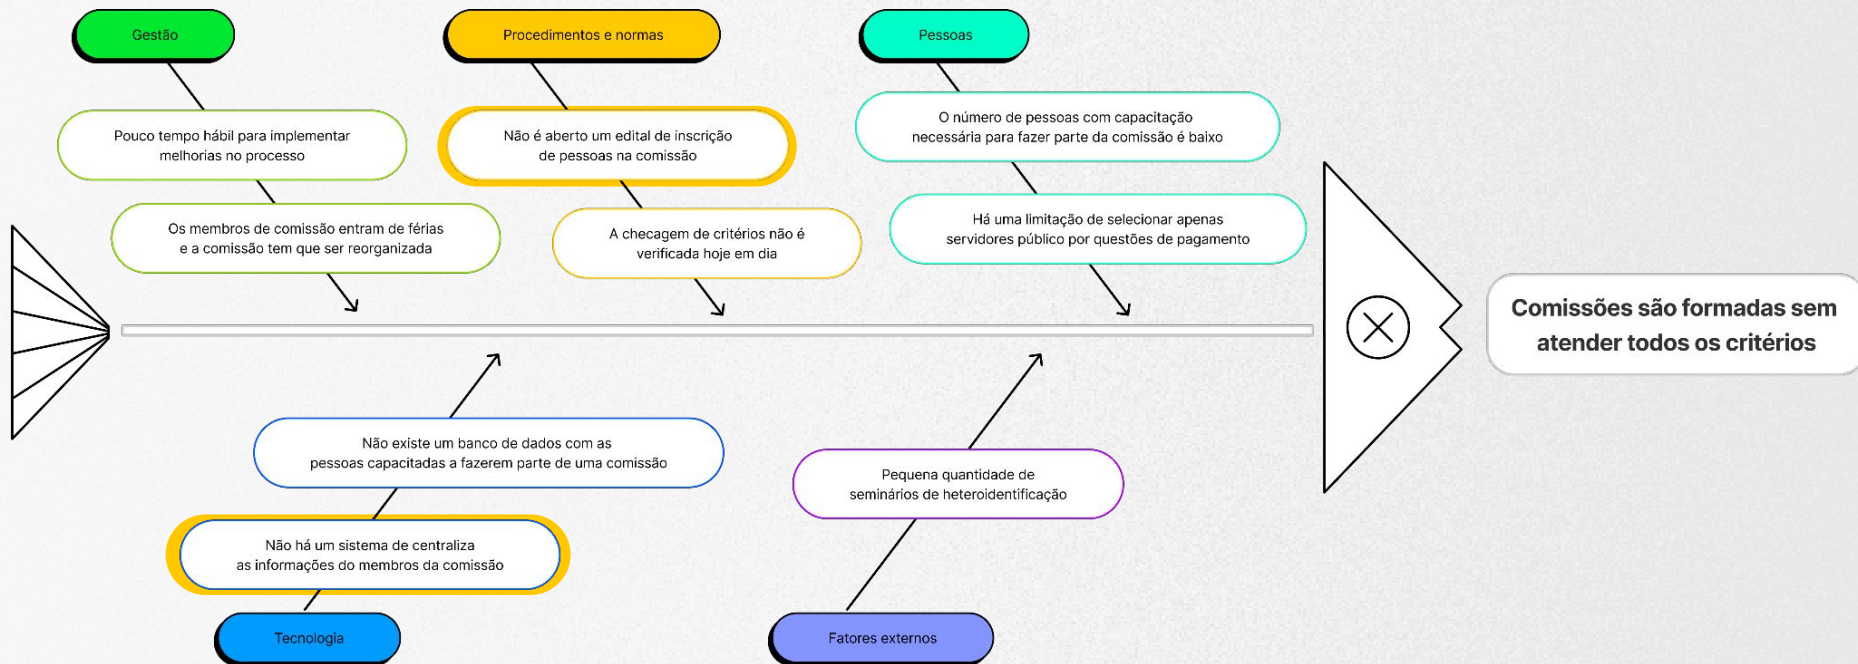 Gestão
Procedimentos e normas
Pessoas
Pouco tempo hábil para implementar
melhorias no processo
Os membros de comissão entram de férias
e a comissão tem que ser reorganizada
Não é aberto um edital de inscrição
de pessoas na comissão
A checagem de critérios não é
verificada hoje em dia
O número de pessoas com capacitação
necessária para fazer parte da comissão é baixo
Há uma limitação de selecionar apenas
servidores público por questões de pagamento
Comissões são formadas sem
atender todos os critérios
Não existe um banco de dados com as
pessoas capacitadas a fazerem parte de uma comissão
Não há um sistema de centraliza
as informações do membros da comissão
Tecnologia
Pequena quantidade de
seminários de heteroidentificação
Fatores externos